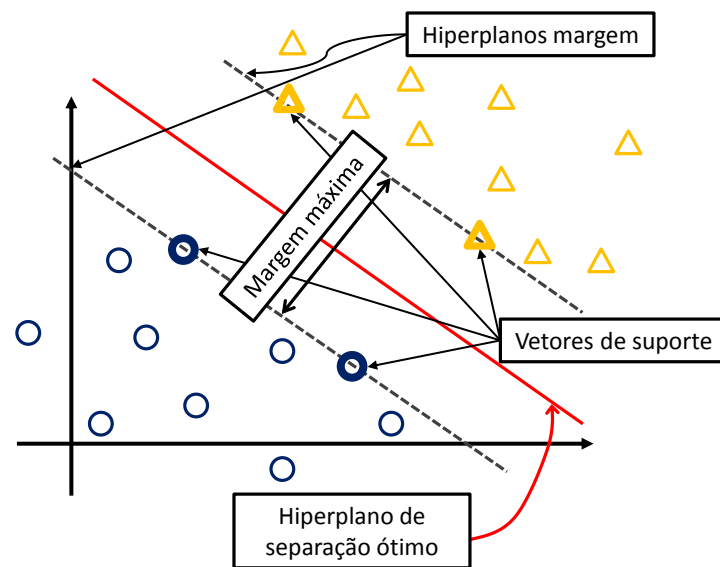 Hiperplanos margem
Margem máxima
Vetores de suporte
Hiperplano de
separação ótimo